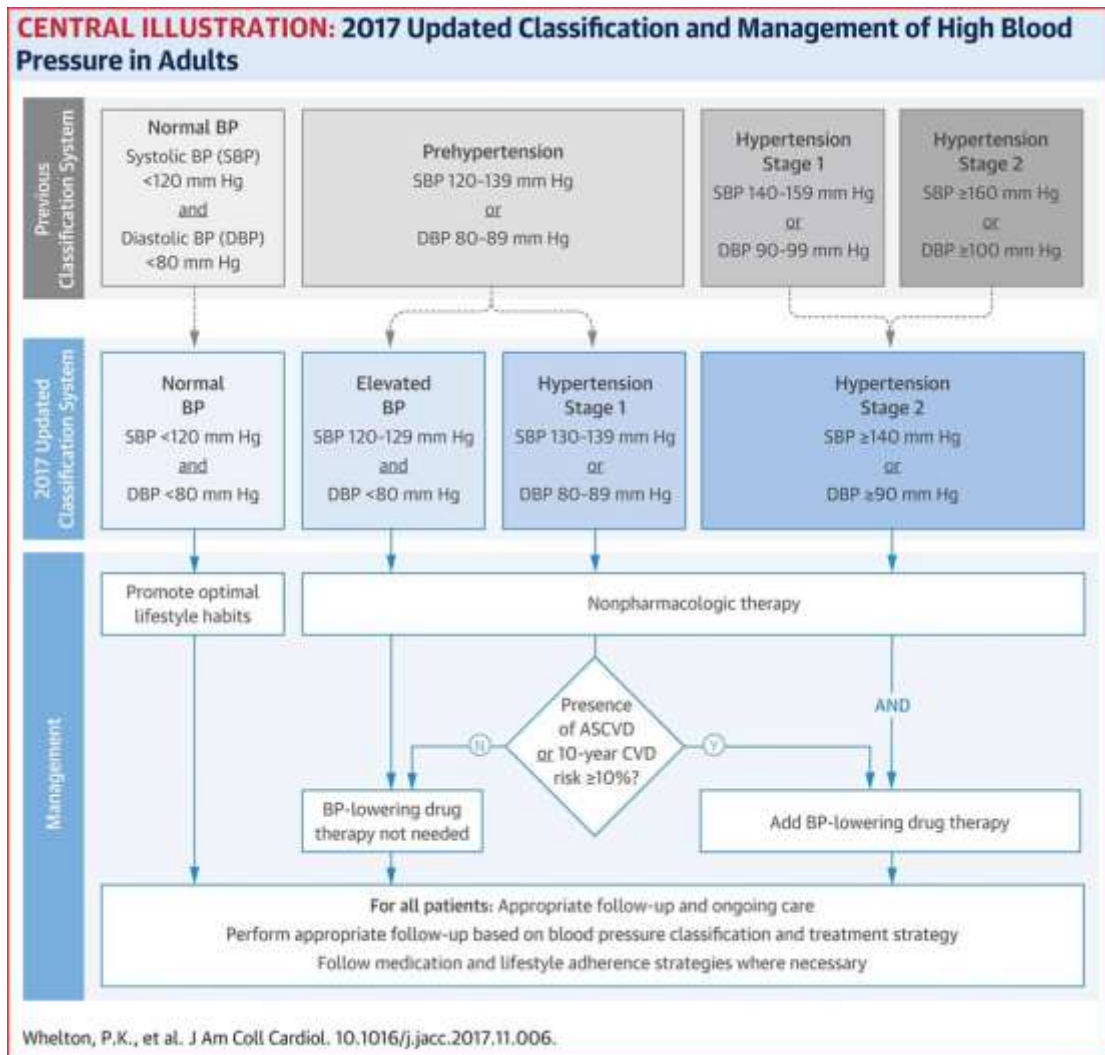 CENTRAL ILLUSTRATION: 2017 Updated Classification and Management of High Blood
Pressure in Adults
Previous
Classification System
Normal BP
Systolic BP (SBP)
<120 mm Hg
and
Diastolic BP (DBP)
<80 mm Hg
Prehypertension
SBP 120-139 mm Hg
or
DBP 80-89 mm Hg
Hypertension
Stage 1
SBP 140-159 mm Hg
or
DBP 90-99 mm Hg
Hypertension
Stage 2
SBP ≥160 mm Hg
or
DBP ≥100 mm Hg
2017 Updated
Classification System
Normal
BP
SBP <120 mm Hg
and
DBP <80 mm Hg
Elevated
BP
SBP 120-129 mm Hg
and
DBP <80 mm Hg
Hypertension
Stage 1
SBP 130-139 mm Hg
or
DBP 80-89 mm Hg
Hypertension
Stage 2
SBP ≥140 mm Hg
or
DBP ≥90 mm Hg
Management
Promote optimal
lifestyle habits
Nonpharmacologic therapy
Presence
of ASCVD
or 10-year CVD
risk ≥10%?
N
Y
AND
BP-lowering drug
therapy not needed
Add BP-lowering drug therapy
For all patients: Appropriate follow-up and ongoing care
Perform appropriate follow-up based on blood pressure classification and treatment strategy
Follow medication and lifestyle adherence strategies where necessary
Whelton, P.K., et al. J Am Coll Cardiol. 10.1016/j.jacc.2017.11.006.